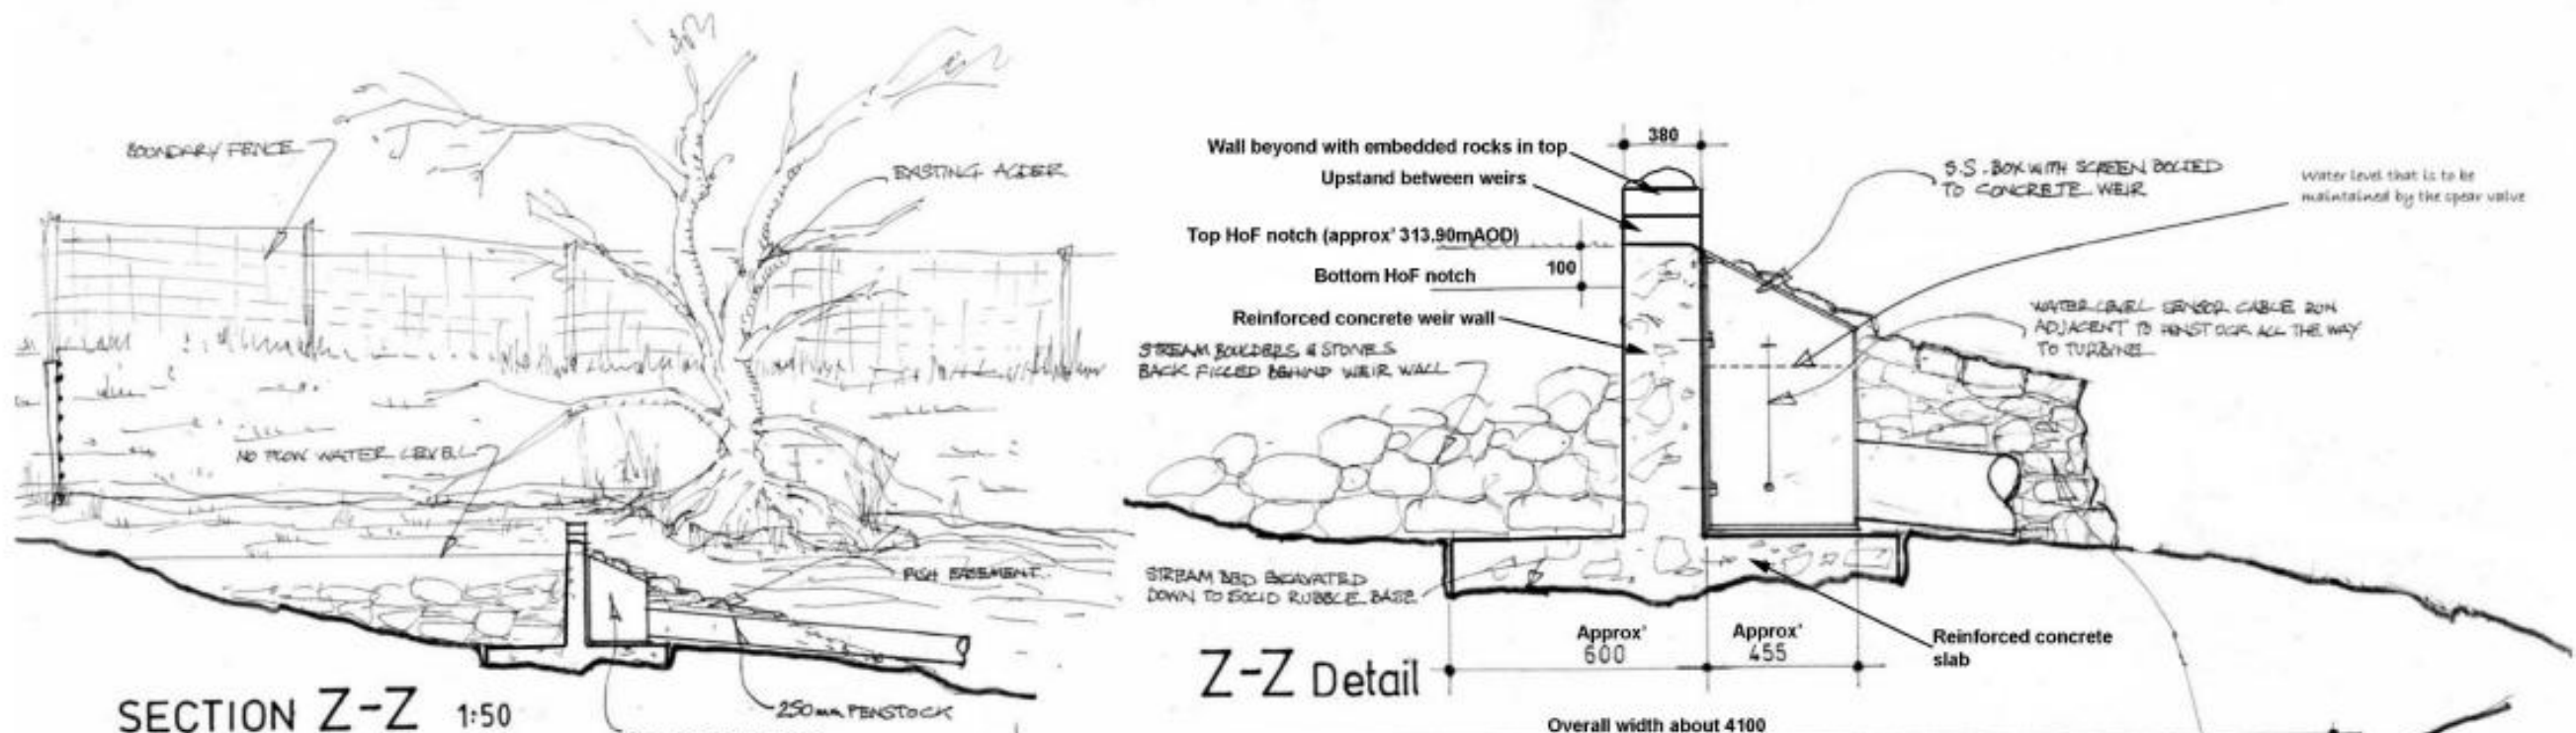 BOUNDARY FENCE
EXISTING ALDER
NO FLOW WATER LEVEL
FISH EASEMENT.
250mm PENSTOCK
SECTION Z-Z 1:50
380
Wall beyond with embedded rocks in top
Upstand between weirs
Top HoF notch (approx' 313.90mAOD)
100
Bottom HoF notch
Reinforced concrete weir wall
STREAM BOULDERS & STONES
BACK FILLED BEHIND WEIR WALL
S.S. BOX WITH SCREEN BOLTED
TO CONCRETE WEIR
Water level that is to be
maintained by the spear valve
WATER LEVEL SENSOR CABLE RUN
ADJACENT TO PENSTOCK ALL THE WAY
TO TURBINE
STREAM BED EXCAVATED
DOWN TO SOLID RUBBLE BASE
Approx'
600
Approx'
455
Reinforced concrete
slab
Z-Z Detail
Overall width about 4100